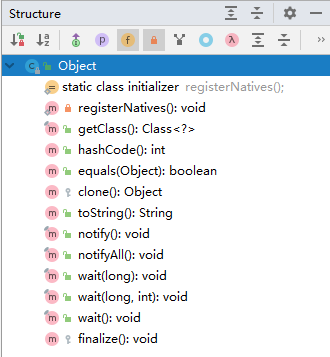 Structure
Object
static class initializer registerNatives();
registerNatives(): void
getClass(): Class<?>
hashCode(): int
equals(Object): boolean
clone(): Object
toString(): String
notify(): void
notifyAll(): void
wait(long): void
wait(long, int): void
wait(): void
finalize(): void